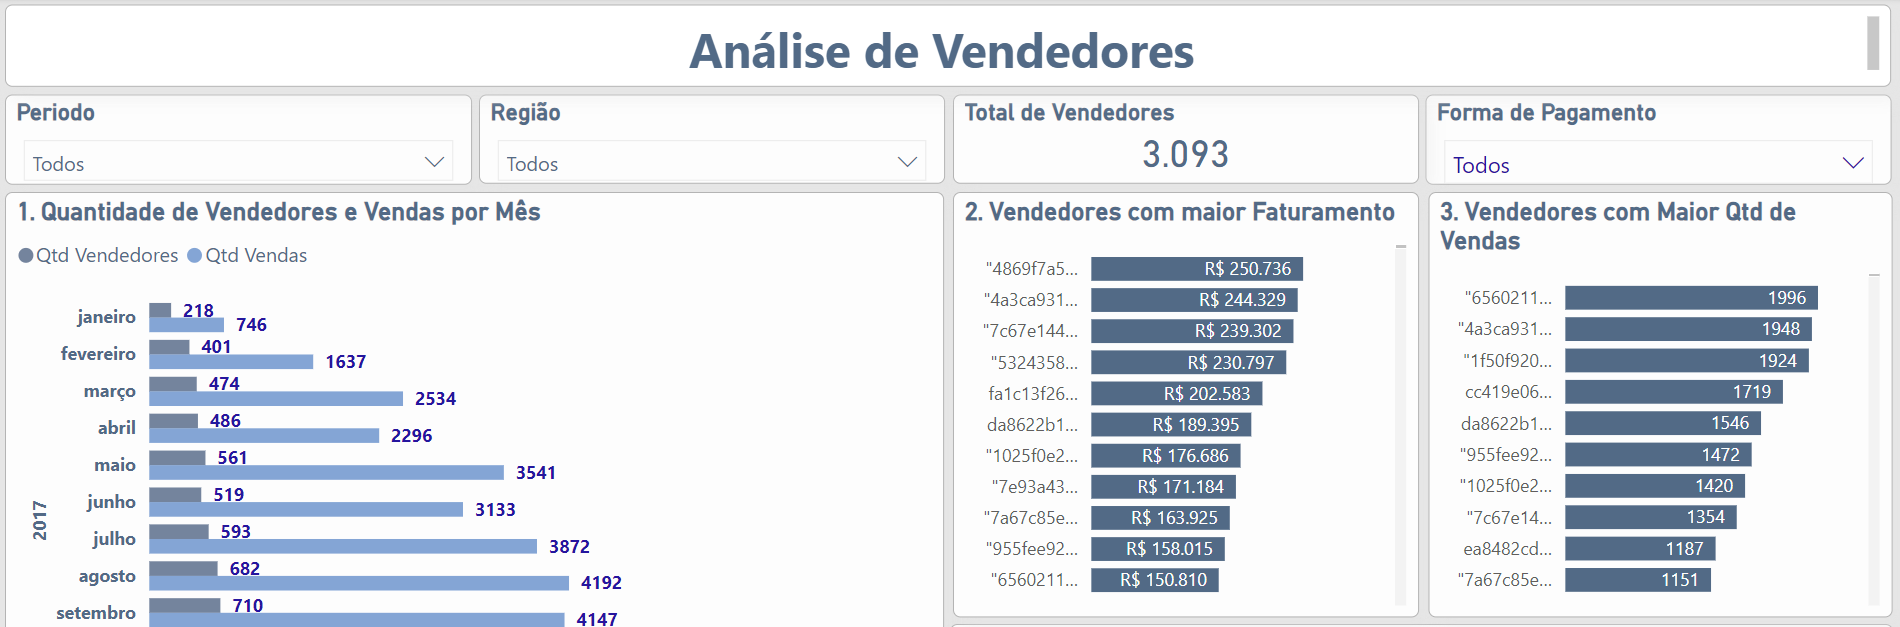 Análise de Vendedores
Periodo
Todos
Região
Todos
Total de Vendedores
3.093
Forma de Pagamento
Todos
1. Quantidade de Vendedores e Vendas por Mês
Qtd Vendedores Qtd Vendas
2017
janeiro 218
746
fevereiro 401
1637
março 474
2534
abril 486
2296
maio 561
3541
junho 519
3133
julho 593
3872
agosto 682
4192
setembro 710
4147
2. Vendedores com maior Faturamento
"4869f7a5... R$ 250.736
"4a3ca931... R$ 244.329
"7c67e144... R$ 239.302
"5324358... R$ 230.797
fa1c13f26... R$ 202.583
da8622b1... R$ 189.395
"1025f0e2... R$ 176.686
"7e93a43... R$ 171.184
"7a67c85e... R$ 163.925
"955fee92... R$ 158.015
"6560211... R$ 150.810
3. Vendedores com Maior Qtd de
Vendas
"6560211... 1996
"4a3ca931... 1948
"1f50f920... 1924
cc419e06... 1719
da8622b1... 1546
"955fee92... 1472
"1025f0e2... 1420
"7c67e14... 1354
ea8482cd... 1187
"7a67c85e... 1151